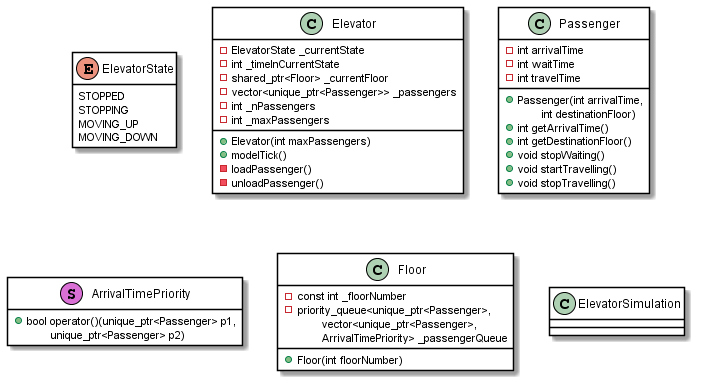 E ElevatorState
STOPPED
STOPPING
MOVING_UP
MOVING_DOWN
C Elevator
ElevatorState _currentState
int _timeInCurrentState
shared_ptr<Floor> _currentFloor
vector<unique_ptr<Passenger>> _passengers
int _nPassengers
int _maxPassengers
Elevator(int maxPassengers)
modelTick()
loadPassenger()
unloadPassenger()
C Passenger
int arrivalTime
int waitTime
int travelTime
Passenger(int arrivalTime,
int destinationFloor)
int getArrivalTime()
int getDestinationFloor()
void stopWaiting()
void startTravelling()
void stopTravelling()
S ArrivalTimePriority
bool operator()(unique_ptr<Passenger> p1,
unique_ptr<Passenger> p2)
C Floor
const int _floorNumber
priority_queue<unique_ptr<Passenger>,
vector<unique_ptr<Passenger>,
ArrivalTimePriority> _passengerQueue
Floor(int floorNumber)
C ElevatorSimulation